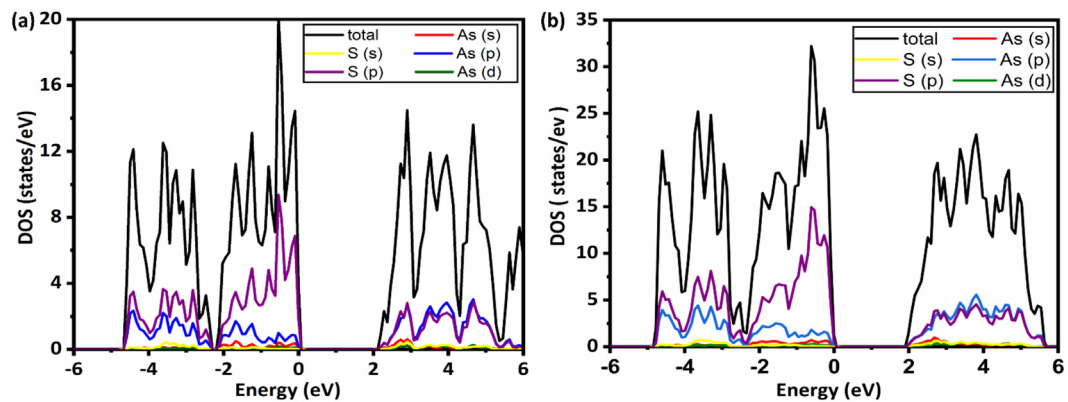 (a)
20
16
12
8
4
0
DOS (states/eV)
total
S (s)
S (p)
As (s)
As (p)
As (d)
-6 -4 -2 0 2 4 6
Energy (eV)
(b)
35
30
25
20
15
10
5
0
DOS (states/ev)
total
S (s)
S (p)
As (s)
As (p)
As (d)
-6 -4 -2 0 2 4 6
Energy (eV)